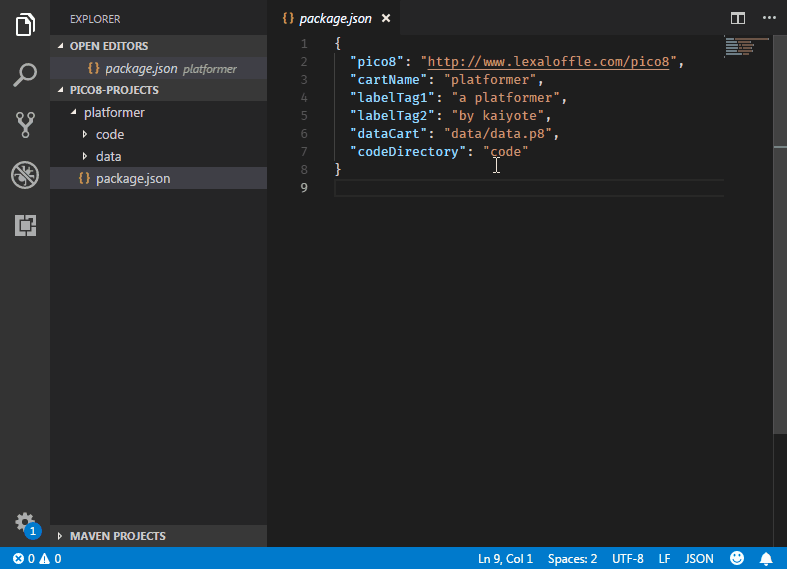 EXPLORER
OPEN EDITORS
{} package.json platformer
PICO8-PROJECTS
platformer
code
data
{} package.json
MAVEN PROJECTS
1
{} package.json ×
1 {
2 "pico8": "http://www.lexaloffle.com/pico8",
3 "cartName": "platformer",
4 "labelTag1": "a platformer",
5 "labelTag2": "by kaiyote",
6 "dataCart": "data/data.p8",
7 "codeDirectory": "code"
8 }
9
0 0 Ln 9, Col 1 Spaces: 2 UTF-8 LF JSON